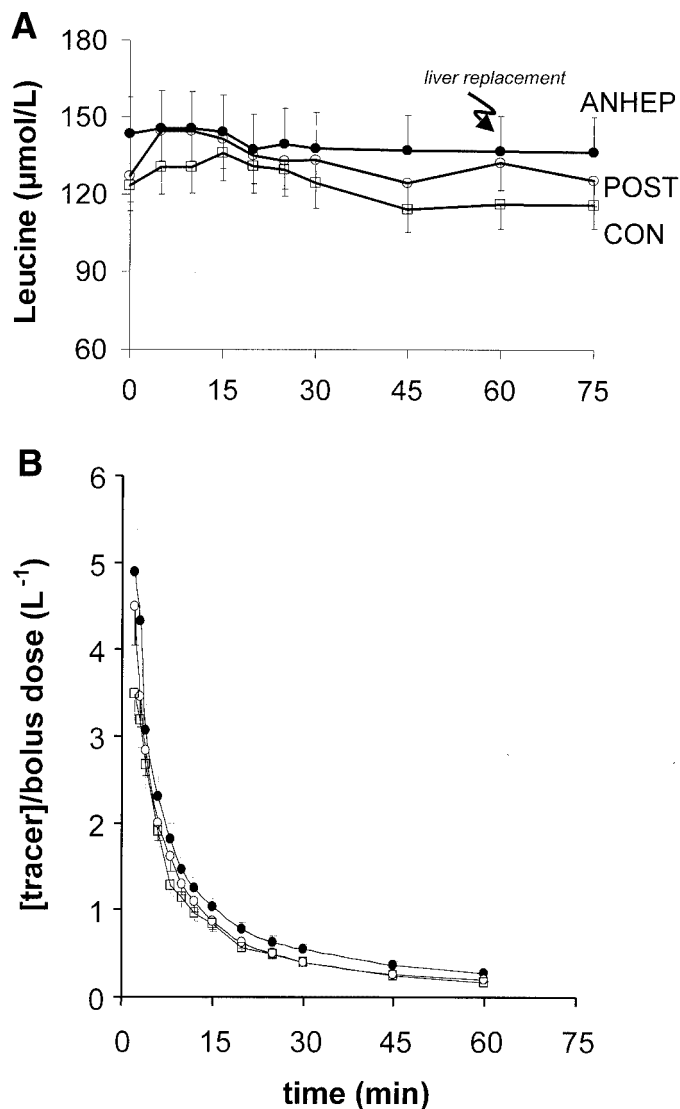 A
Leucine (µmol/L)
180
150
120
90
60
0 15 30 45 60 75
liver replacement
ANHEP
POST
CON
B
[tracer]/bolus dose (L⁻¹)
6
5
4
3
2
1
0
0 15 30 45 60 75
time (min)